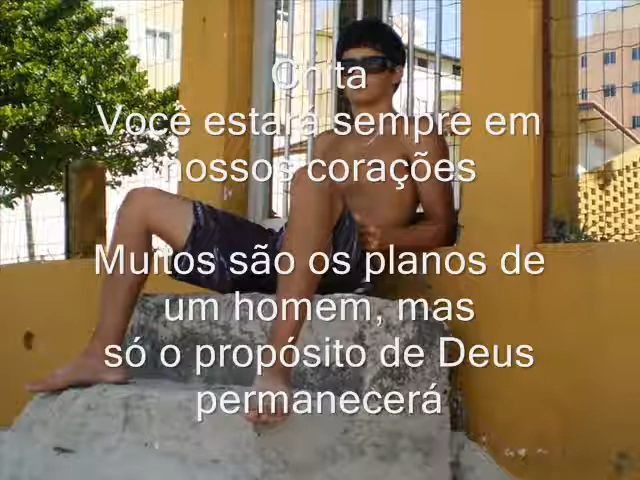 Chita
Você estará sempre em
nossos corações
Muitos são os planos de
um homem, mas
só o propósito de Deus
permanecerá